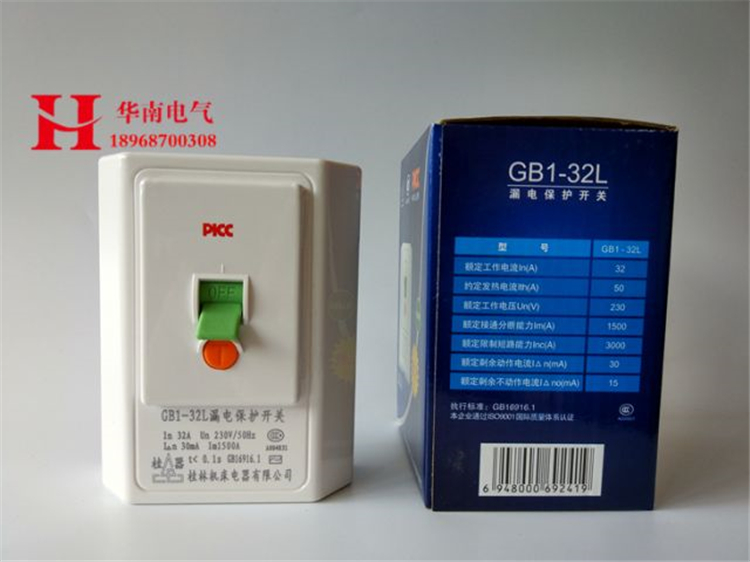 H 华南电气
18968700308
PICC
OFF
GB1-32L漏电保护开关
In 32A Un 230V/50Hz
I△n 30mA Im1500A
t< 0.1s GB16916.1
桂器
桂林机床电器有限公司
PICC
GB1-32L
漏电保护开关
型 号 GB1-32L
额定工作电流In(A) 32
约定发热电流Ith(A) 50
额定工作电压Un(V) 230
额定接通分断能力Im(A) 1500
额定限制短路能力Inc(A) 3000
额定剩余动作电流I△n(mA) 30
额定剩余不动作电流I△no(mA) 15
执行标准：GB16916.1
本企业通过ISO9001国际质量体系认证
6 948000 692419